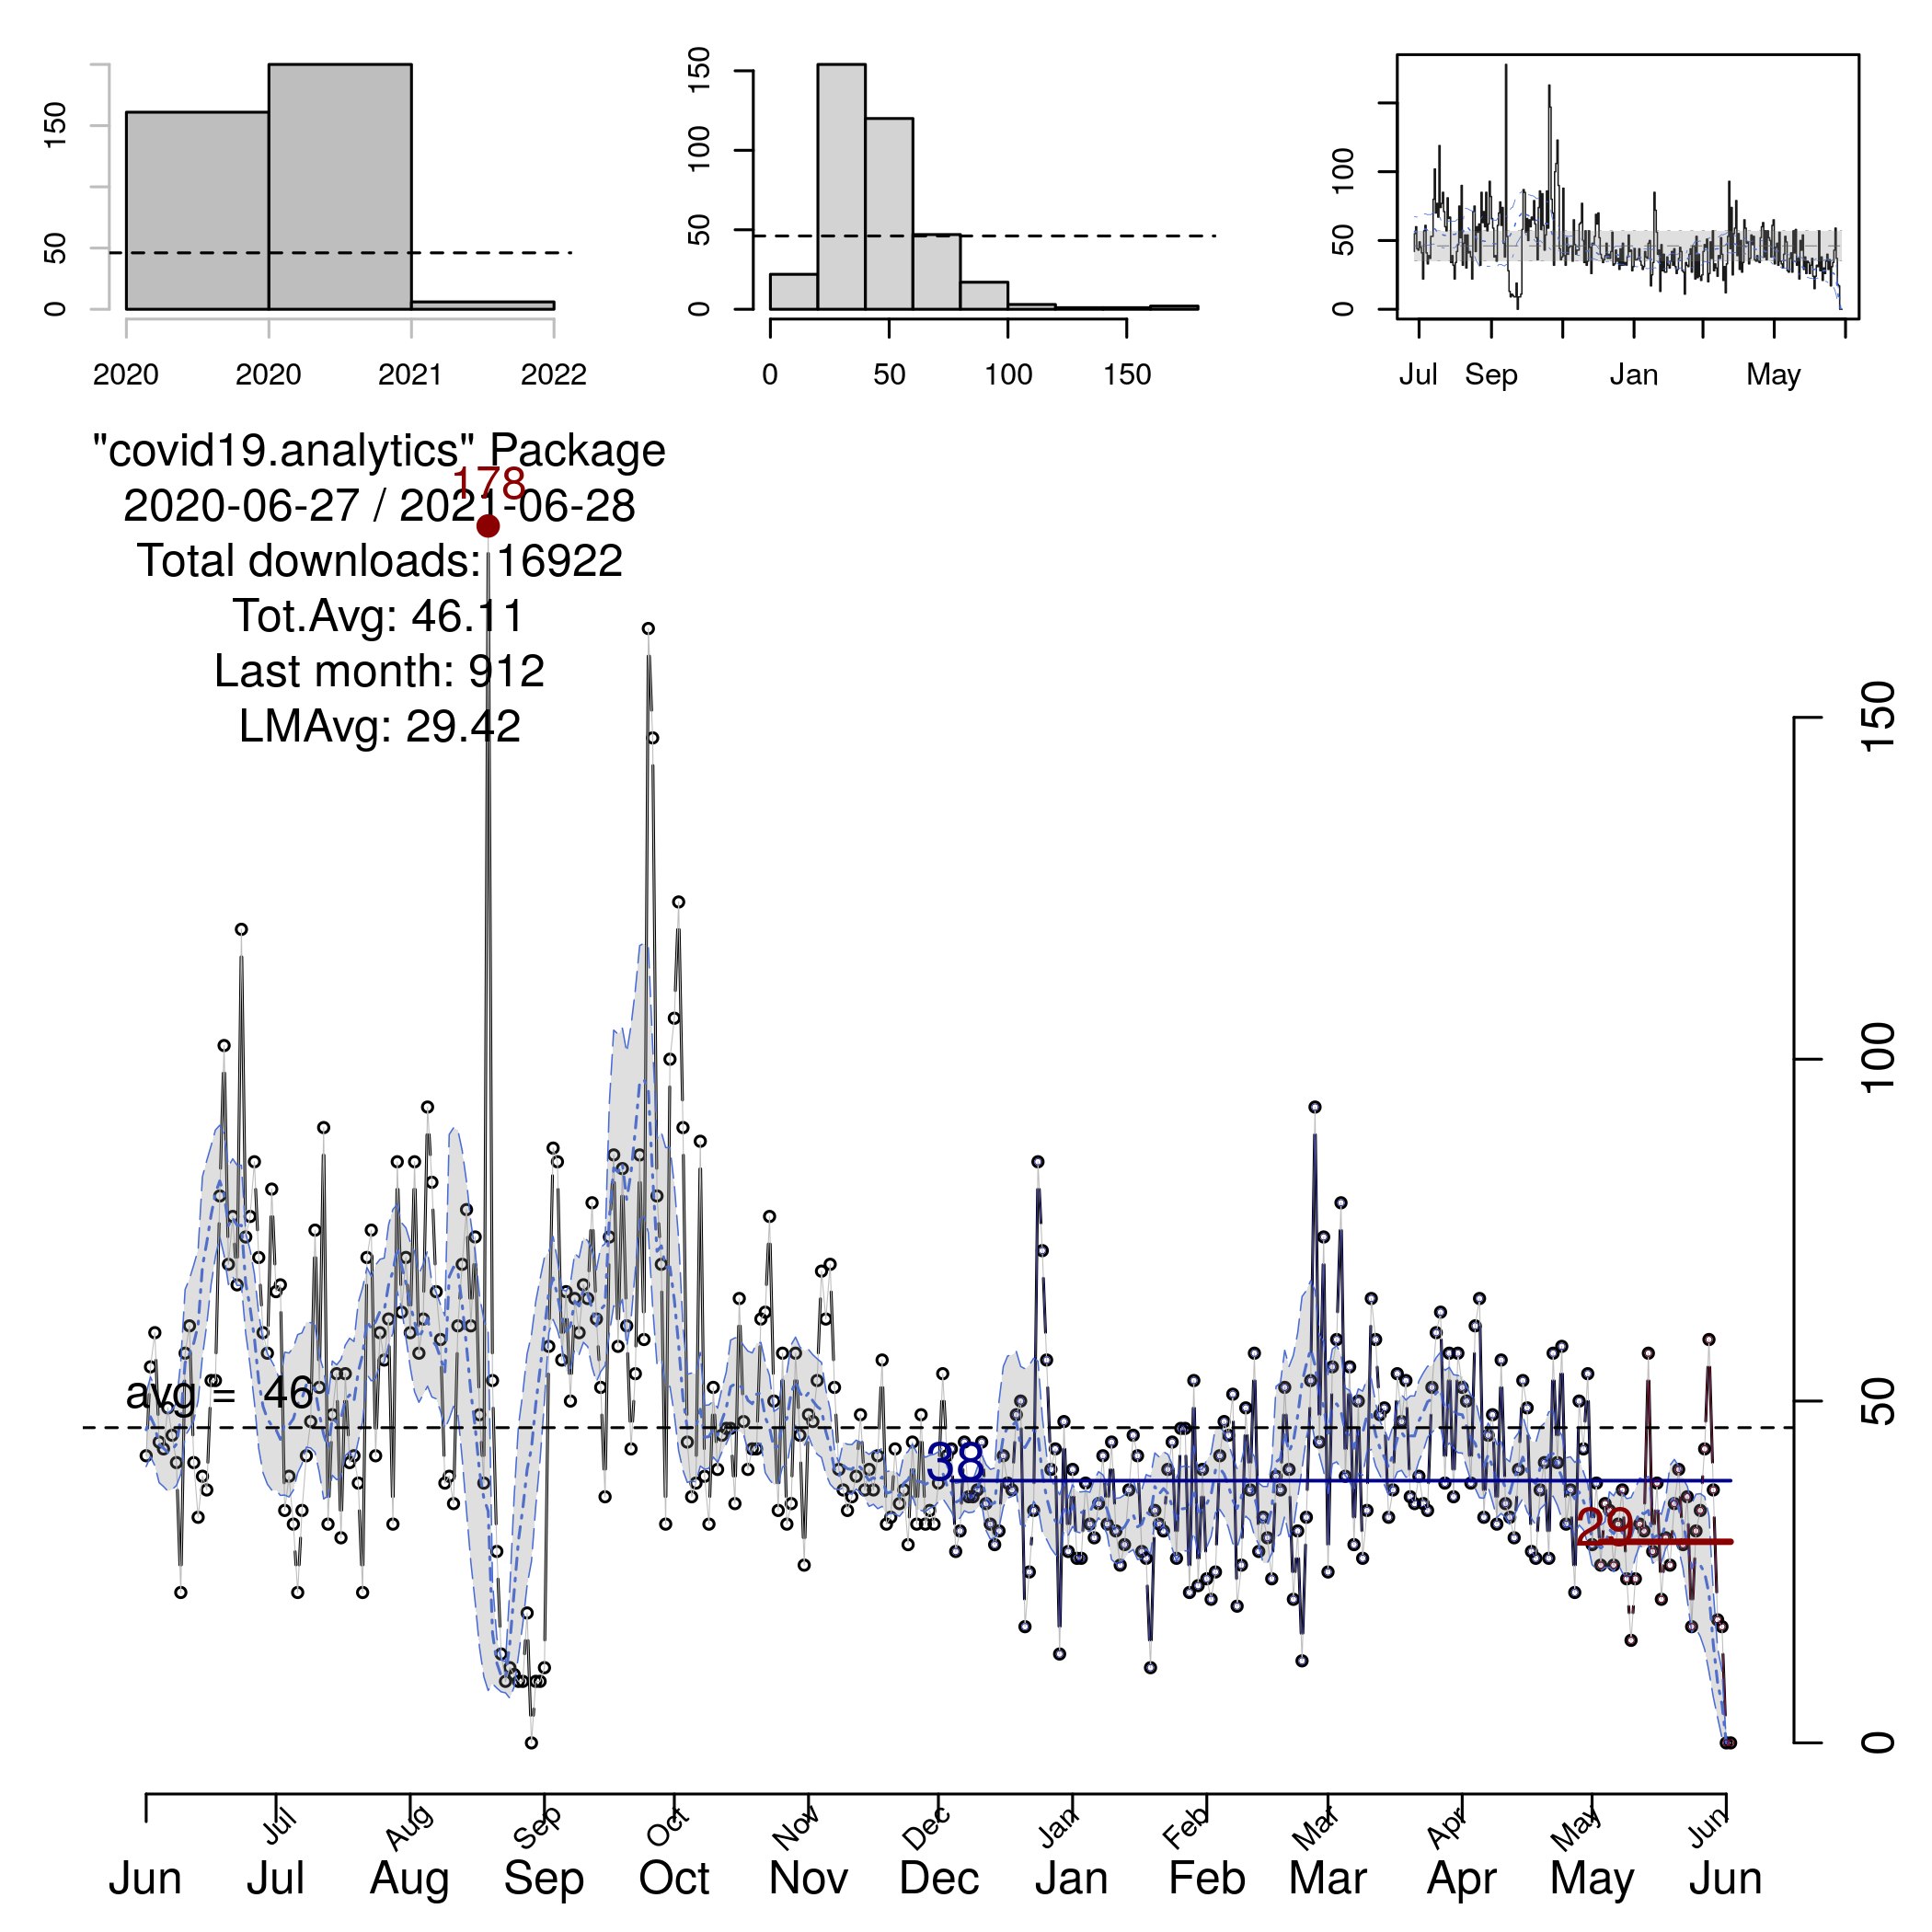 150
50
0
2020 2020 2021 2022
150
100
50
0
0 50 100 150
100
50
0
Jul Sep Jan May
"covid19.analytics" Package
178
2020-06-27 / 2021-06-28
Total downloads: 16922
Tot.Avg: 46.11
Last month: 912
LMAvg: 29.42
150
100
50
0
avg = 46
38
29
Jul Aug Sep Oct Nov Dec Jan Feb Mar Apr May Jun
Jun Jul Aug Sep Oct Nov Dec Jan Feb Mar Apr May Jun